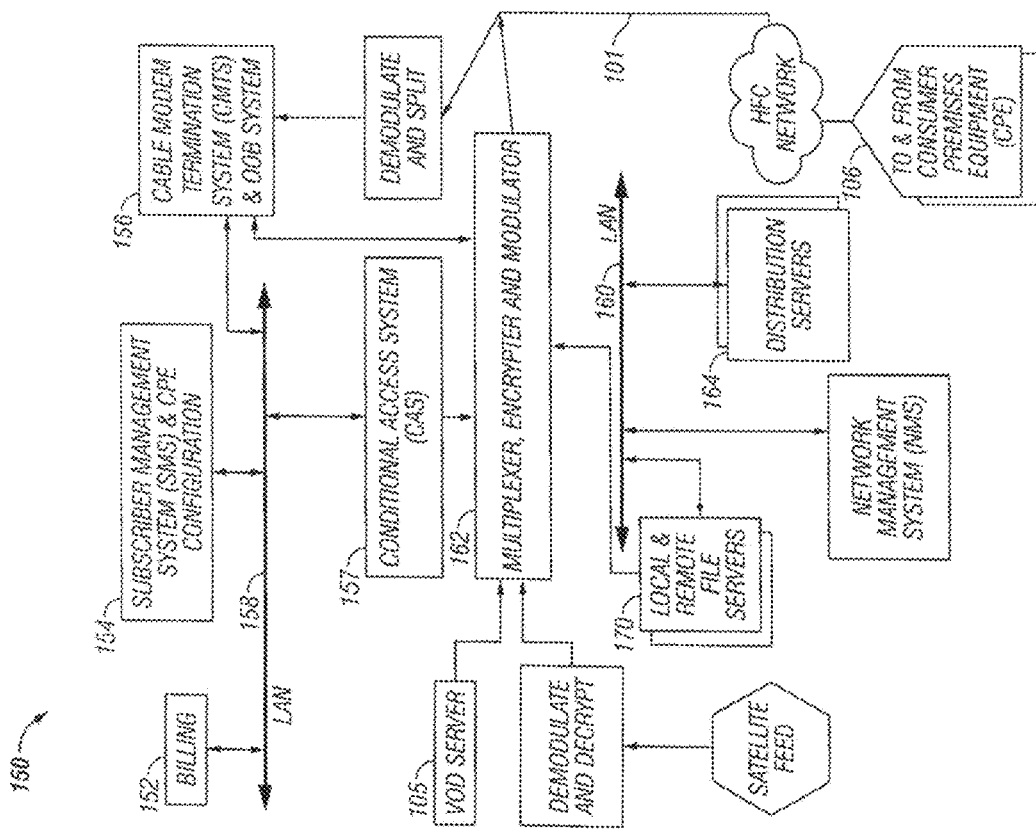 150
152
BILLING
154
SUBSCRIBER MANAGEMENT
SYSTEM (SMS) & CPE
CONFIGURATION
156
CABLE MODEM
TERMINATION
SYSTEM (CMTS)
& OOB SYSTEM
158
LAN
DEMODULATE
AND SPLIT
157
CONDITIONAL ACCESS SYSTEM
(CAS)
105
VOD SERVER
162
MULTIPLEXER, ENCRYPTER AND MODULATOR
101
DEMODULATE
AND DECRYPT
SATELLITE
FEED
160
LAN
170
LOCAL &
REMOTE
FILE
SERVERS
164
DISTRIBUTION
SERVERS
NETWORK
MANAGEMENT
SYSTEM (NMS)
HFC
NETWORK
106
TO & FROM
CONSUMER
PREMISES
EQUIPMENT
(CPE)